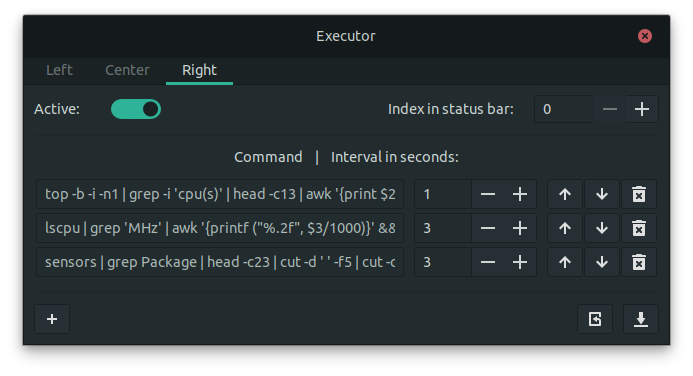 Executor
Left Center Right
Active: Index in status bar: 0
Command | Interval in seconds:
top -b -i -n1 | grep -i 'cpu(s)' | head -c13 | awk '{print $2 1
lscpu | grep 'MHz' | awk '{printf ("%.2f", $3/1000)}' && 3
sensors | grep Package | head -c23 | cut -d ' ' -f5 | cut -c 3